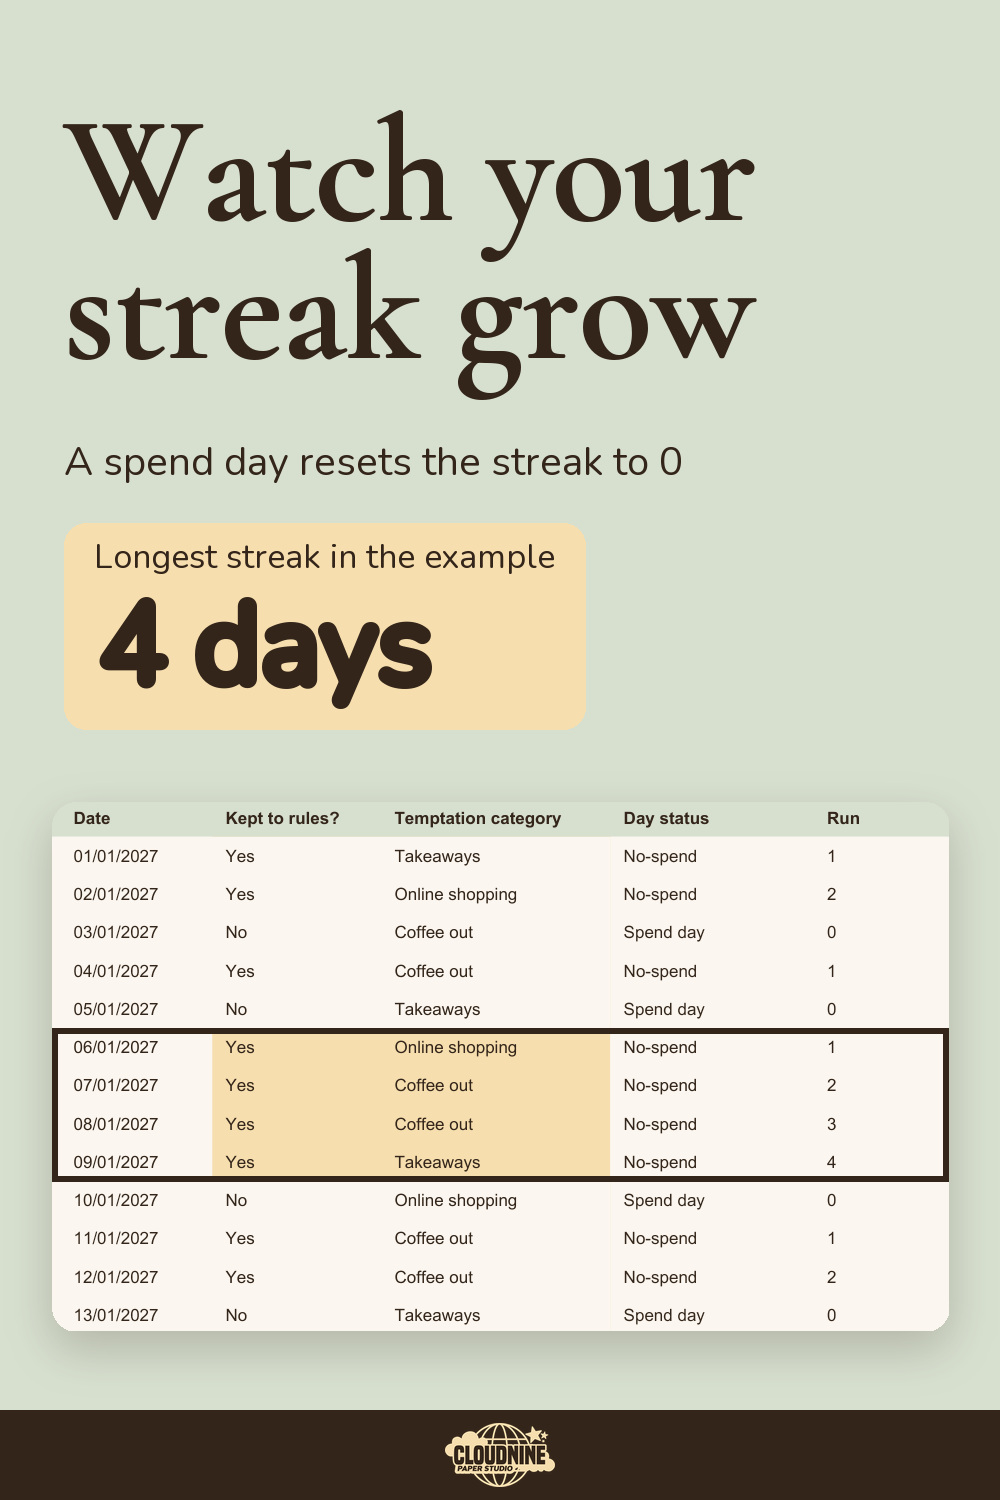 Watch your
streak grow
A spend day resets the streak to 0
Longest streak in the example
4 days
Date Kept to rules? Temptation category Day status Run
01/01/2027 Yes Takeaways No-spend 1
02/01/2027 Yes Online shopping No-spend 2
03/01/2027 No Coffee out Spend day 0
04/01/2027 Yes Coffee out No-spend 1
05/01/2027 No Takeaways Spend day 0
06/01/2027 Yes Online shopping No-spend 1
07/01/2027 Yes Coffee out No-spend 2
08/01/2027 Yes Coffee out No-spend 3
09/01/2027 Yes Takeaways No-spend 4
10/01/2027 No Online shopping Spend day 0
11/01/2027 Yes Coffee out No-spend 1
12/01/2027 Yes Coffee out No-spend 2
13/01/2027 No Takeaways Spend day 0
CLOUDNINE
PAPER STUDIO